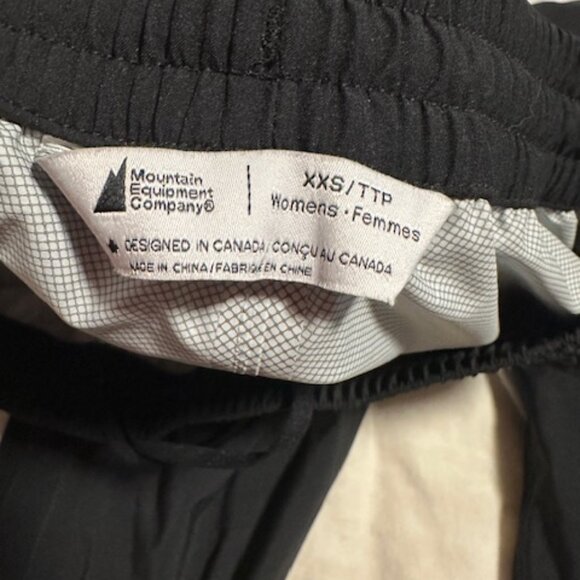 Mountain
Equipment
Company®
XXS/TTP
Womens · Femmes
DESIGNED IN CANADA/CONÇU AU CANADA
MADE IN CHINA/FABRIQUÉ EN CHINE